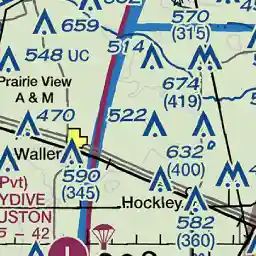 659
570
(315)
548 UC
514
Prairie View
A & M
674
(419)
470
522
Waller
632
(400)
590
(345)
Pvt)
YDIVE
USTON
5 - 42
Hockley
582
(360)